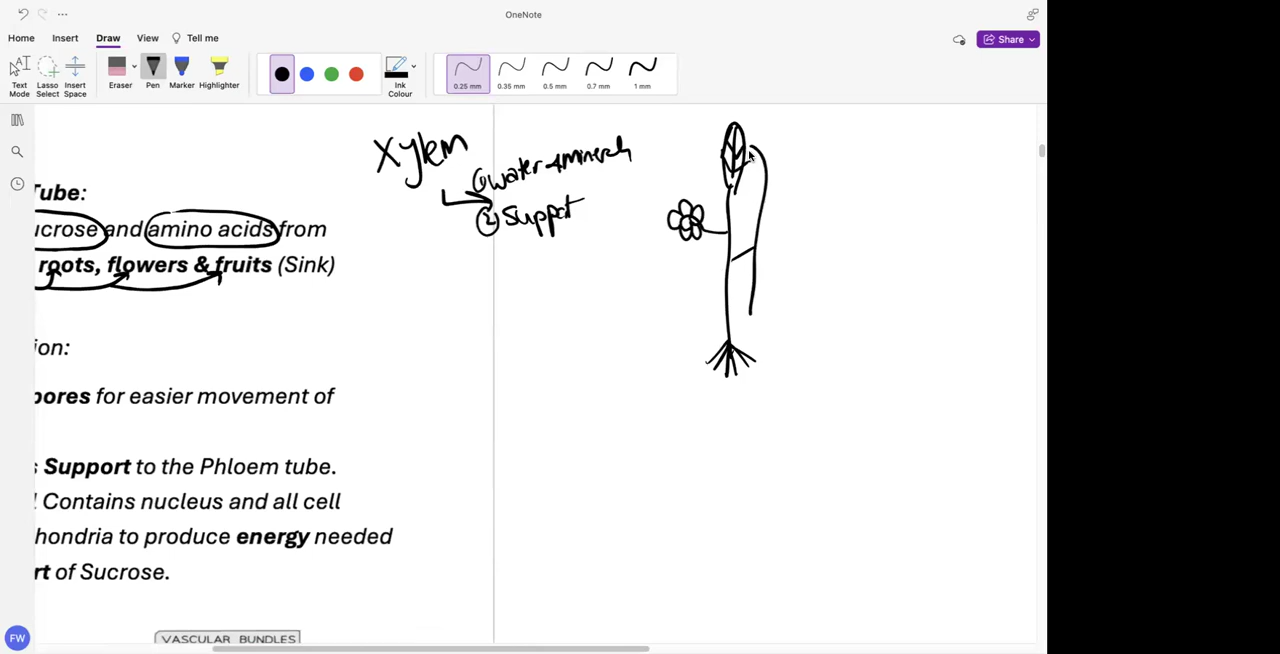 OneNote
Home Insert Draw View Tell me
Share
Text Mode
Lasso Select
Insert Space
Eraser
Pen
Marker
Highlighter
Ink Colour
0.25 mm
0.35 mm
0.5 mm
0.7 mm
1 mm
Xylem
① water + minerals
② Support
Tube:
ucrose and amino acids from
roots, flowers & fruits (Sink)
ion:
pores for easier movement of
s Support to the Phloem tube.
l Contains nucleus and all cell
hondria to produce energy needed
rt of Sucrose.
VASCULAR BUNDLES
FW